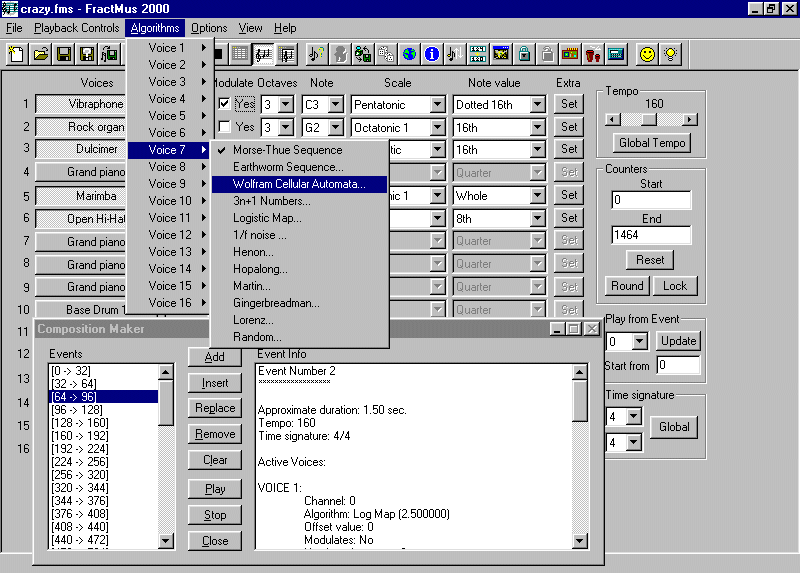 crazy.fms - FractMus 2000
File Playback Controls Algorithms Options View Help
Voices Modulate Octaves Note Scale Note value Extra
1 Vibraphone Yes 3 C3 Pentatonic Dotted 16th Set
2 Rock organ Yes 3 G2 Octatonic 1 16th Set
3 Dulcimer 16th Set
4 Grand piano Quarter Set
5 Marimba Whole Set
6 Open Hi-Hat 8th Set
7 Grand piano Quarter Set
8 Grand piano Quarter Set
9 Grand piano Quarter Set
10 Base Drum 1 Quarter Set
11
12
13
14
15
16
Voice 1
Voice 2
Voice 3
Voice 4
Voice 5
Voice 6
Voice 7
Voice 8
Voice 9
Voice 10
Voice 11
Voice 12
Voice 13
Voice 14
Voice 15
Voice 16
Morse-Thue Sequence
Earthworm Sequence...
Wolfram Cellular Automata...
3n+1 Numbers...
Logistic Map...
1/f noise ...
Henon...
Hopalong...
Martin...
Gingerbreadman...
Lorenz...
Random...
Tempo
160
Global Tempo
Counters
Start
0
End
1464
Reset
Round Lock
Play from Event
0 Update
Start from 0
Time signature
4
4
Global
Composition Maker
Events
[0 -> 32]
[32 -> 64]
[64 -> 96]
[96 -> 128]
[128 -> 160]
[160 -> 192]
[192 -> 224]
[224 -> 256]
[256 -> 320]
[320 -> 344]
[344 -> 376]
[376 -> 408]
[408 -> 440]
[440 -> 472]
Add
Insert
Replace
Remove
Clear
Play
Stop
Close
Event Info
Event Number 2
******************
Approximate duration: 1.50 sec.
Tempo: 160
Time signature: 4/4
Active Voices:
VOICE 1:
Channel: 0
Algorithm: Log Map (2.500000)
Offset value: 0
Modulates: No